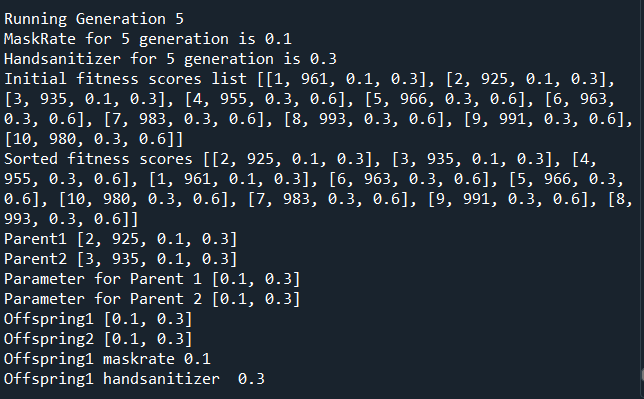 Running Generation 5
MaskRate for 5 generation is 0.1
Handsanitizer for 5 generation is 0.3
Initial fitness scores list [[1, 961, 0.1, 0.3], [2, 925, 0.1, 0.3],
[3, 935, 0.1, 0.3], [4, 955, 0.3, 0.6], [5, 966, 0.3, 0.6], [6, 963,
0.3, 0.6], [7, 983, 0.3, 0.6], [8, 993, 0.3, 0.6], [9, 991, 0.3, 0.6],
[10, 980, 0.3, 0.6]]
Sorted fitness scores [[2, 925, 0.1, 0.3], [3, 935, 0.1, 0.3], [4,
955, 0.3, 0.6], [1, 961, 0.1, 0.3], [6, 963, 0.3, 0.6], [5, 966, 0.3,
0.6], [10, 980, 0.3, 0.6], [7, 983, 0.3, 0.6], [9, 991, 0.3, 0.6], [8,
993, 0.3, 0.6]]
Parent1 [2, 925, 0.1, 0.3]
Parent2 [3, 935, 0.1, 0.3]
Parameter for Parent 1 [0.1, 0.3]
Parameter for Parent 2 [0.1, 0.3]
Offspring1 [0.1, 0.3]
Offspring2 [0.1, 0.3]
Offspring1 maskrate 0.1
Offspring1 handsanitizer  0.3